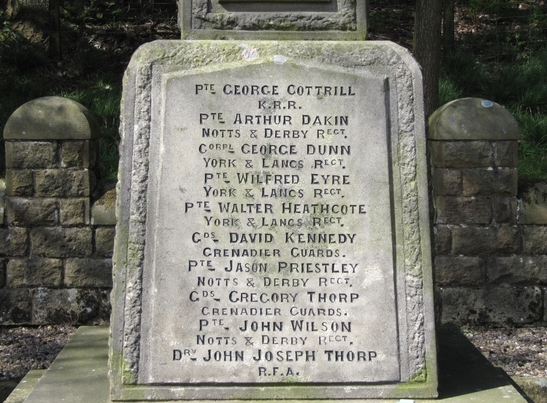 PTE GEORGE COTTRILL
K.R.R.
PTE ARTHUR DAKIN
NOTTS & DERBY REGT.
CORPL GEORGE DUNN
YORK & LANCS REGT.
PTE WILFRED EYRE
YORK & LANCS REGT.
PTE WALTER HEATHCOTE
YORK & LANCS REGT.
GDS DAVID KENNEDY
GRENADIER GUARDS.
PTE JASON PRIESTLEY
NOTTS & DERBY REGT.
GDS GREGORY THORP
GRENADIER GUARDS.
PTE JOHN WILSON
NOTTS & DERBY REGT.
DRV JOHN JOSEPH THORP
R.F.A.